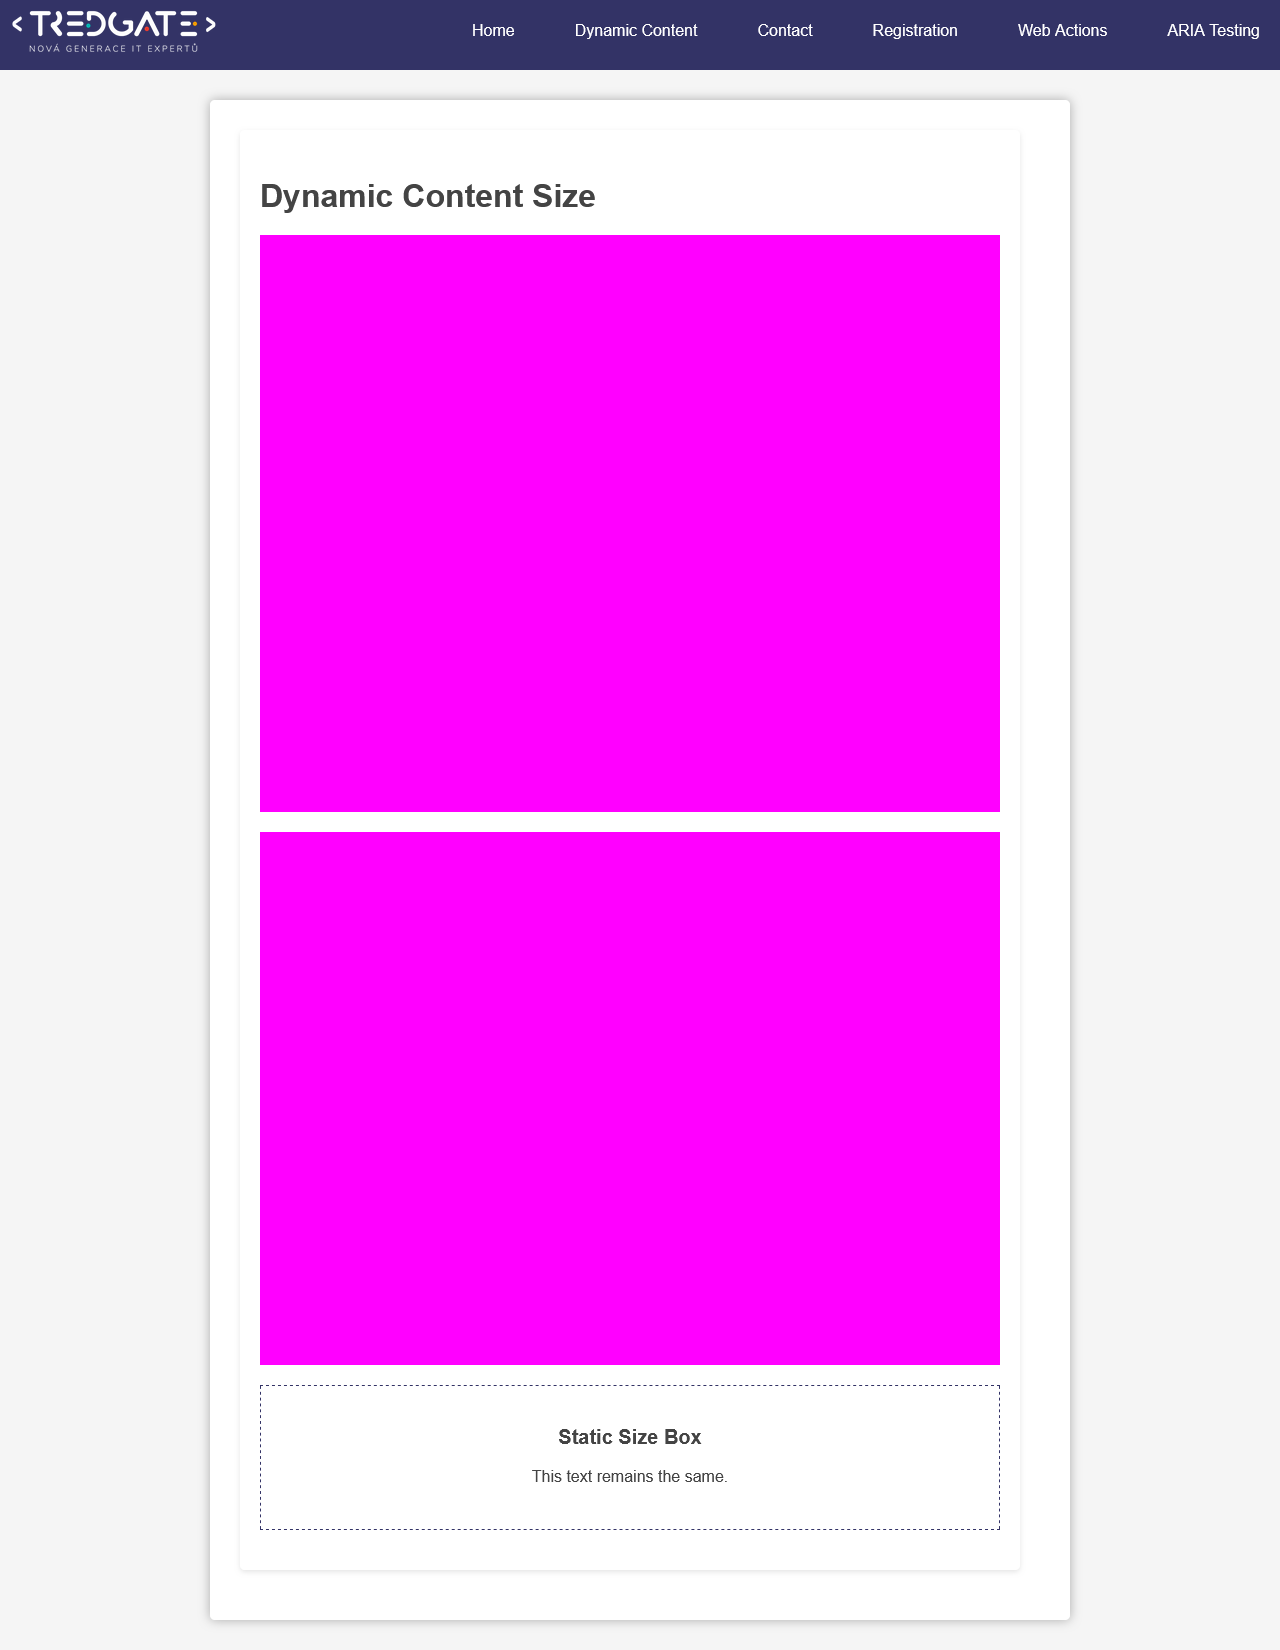 TREDGATE
NOVÁ GENERACE IT EXPERTŮ
Home
Dynamic Content
Contact
Registration
Web Actions
ARIA Testing
Dynamic Content Size
Static Size Box
This text remains the same.